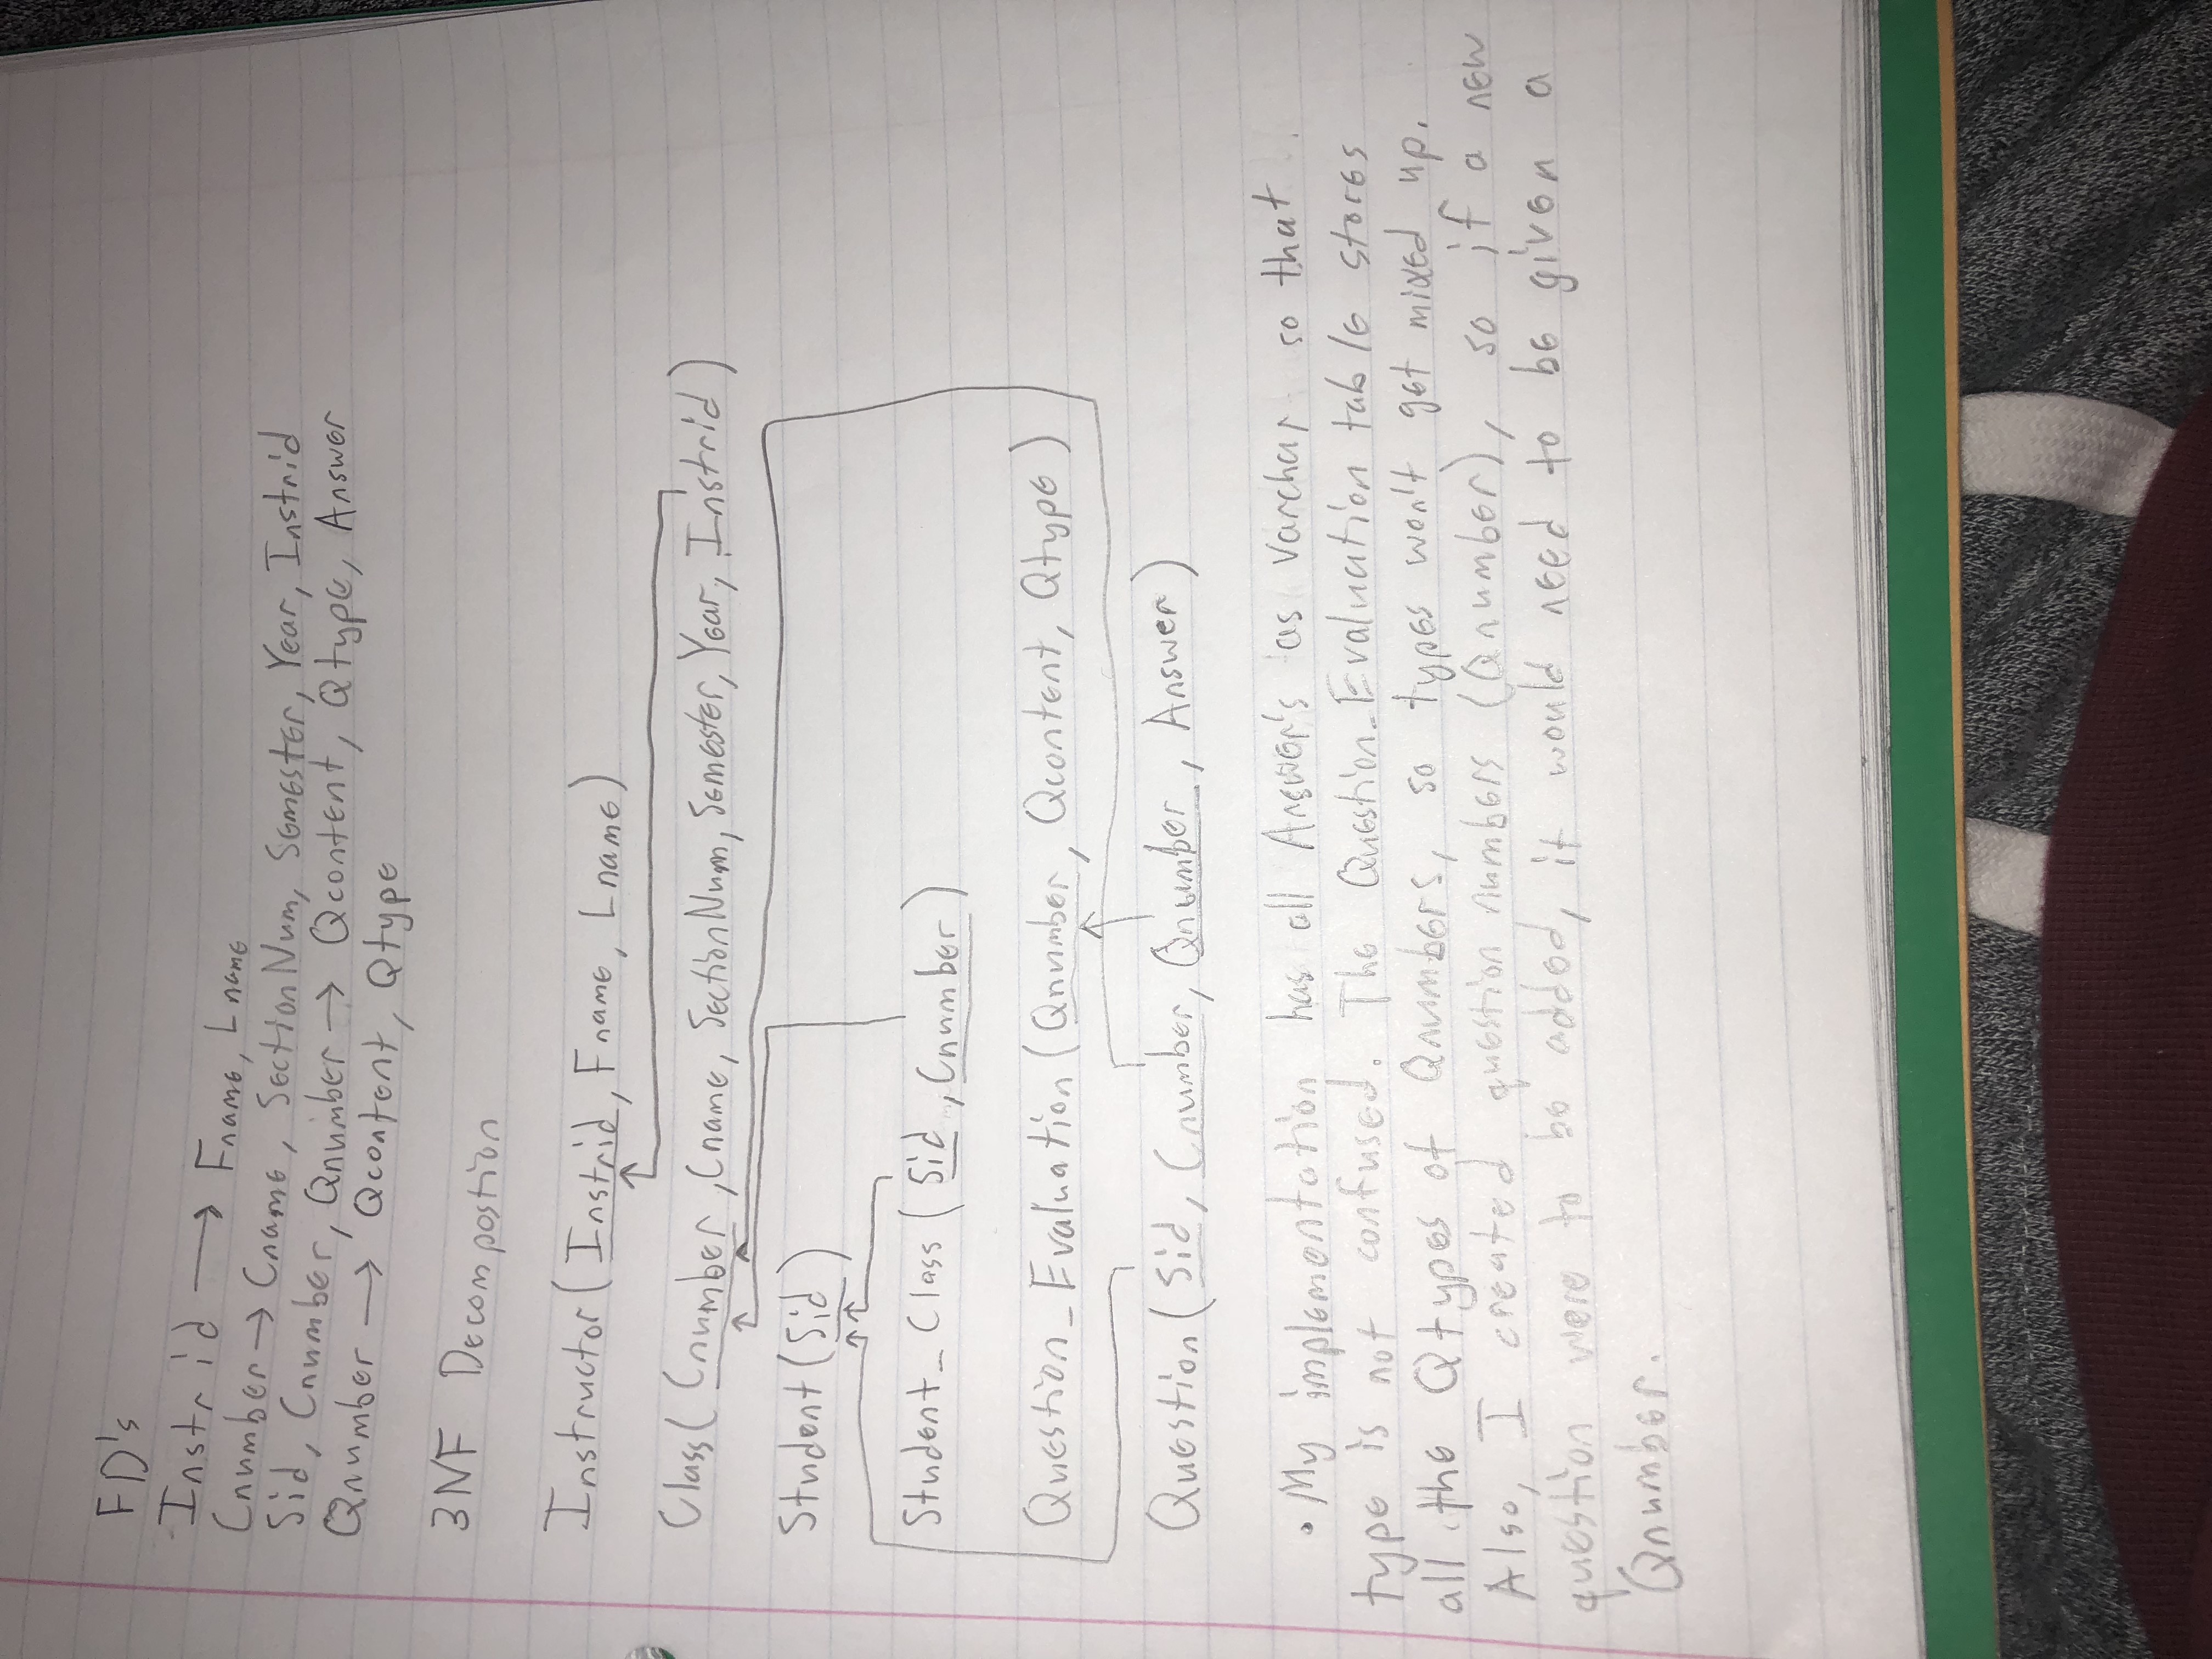 FD's
Instrid → Fname, Lname
Cnumber → Cname, SectionNum, Semester, Year, Instrid
Sid, Cnumber, Qnumber → Qcontent, Qtype, Answer
Qnumber → Qcontent, Qtype
3NF Decompostion
Instructor(Instrid, Fname, Lname)
Class(Cnumber, Cname, SectionNum, Semester, Year, Instrid)
Student(Sid)
Student_Class(Sid, Cnumber)
Question_Evaluation(Qnumber, Qcontent, Qtype)
Question(Sid, Cnumber, Qnumber, Answer)
• My implementation has all Answer's as varchar so that
type is not confused. The Question_Evaluation table stores
all the Qtypes of Qnumbers, so types won't get mixed up.
Also, I created question numbers (Qnumber), so if a new
question were to be added, it would need to be given a
Qnumber.